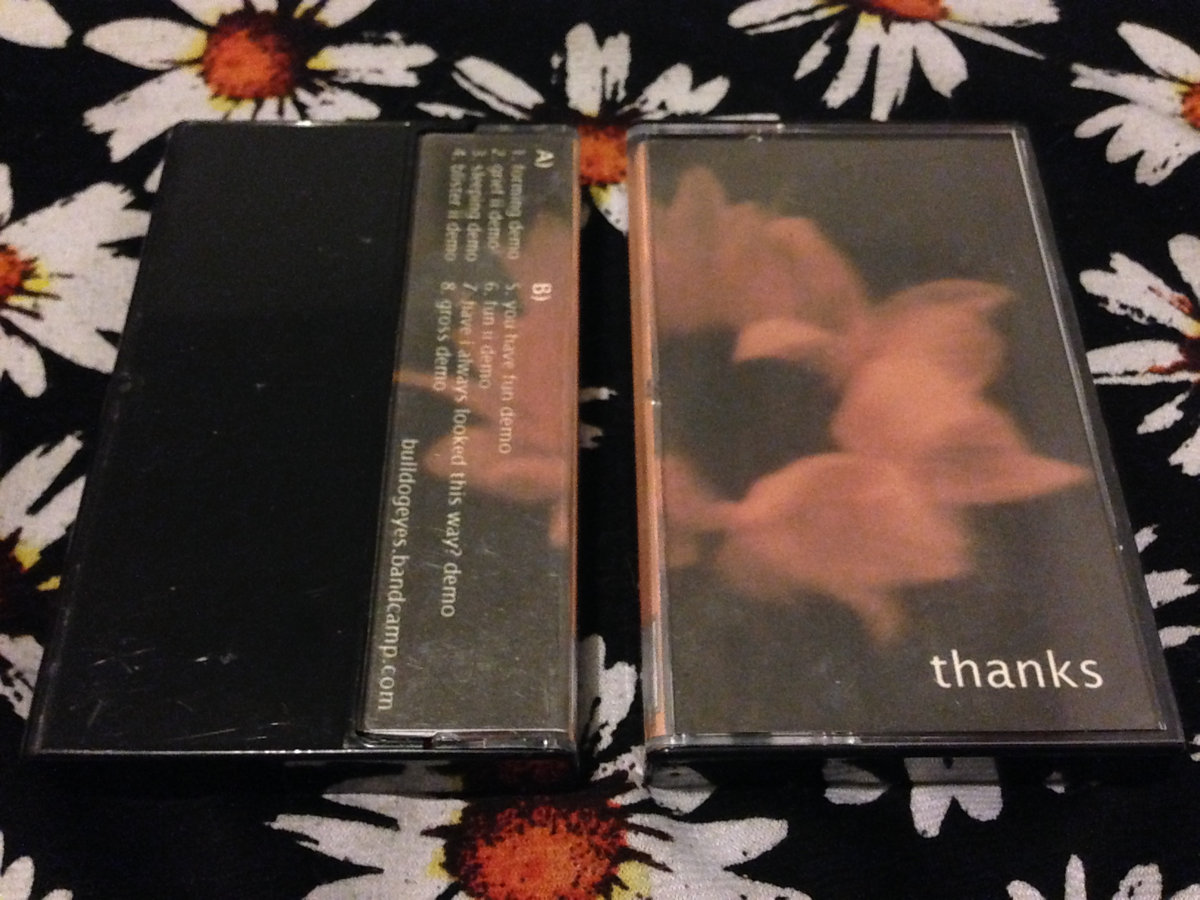 A)
1. forming demo
2. grief ii demo
3. sleeping demo
4. blister ii demo
B)
5. you have fun demo
6. fun ii demo
7. have i always looked this way? demo
8. gross demo
bulldogeyes.bandcamp.com
thanks